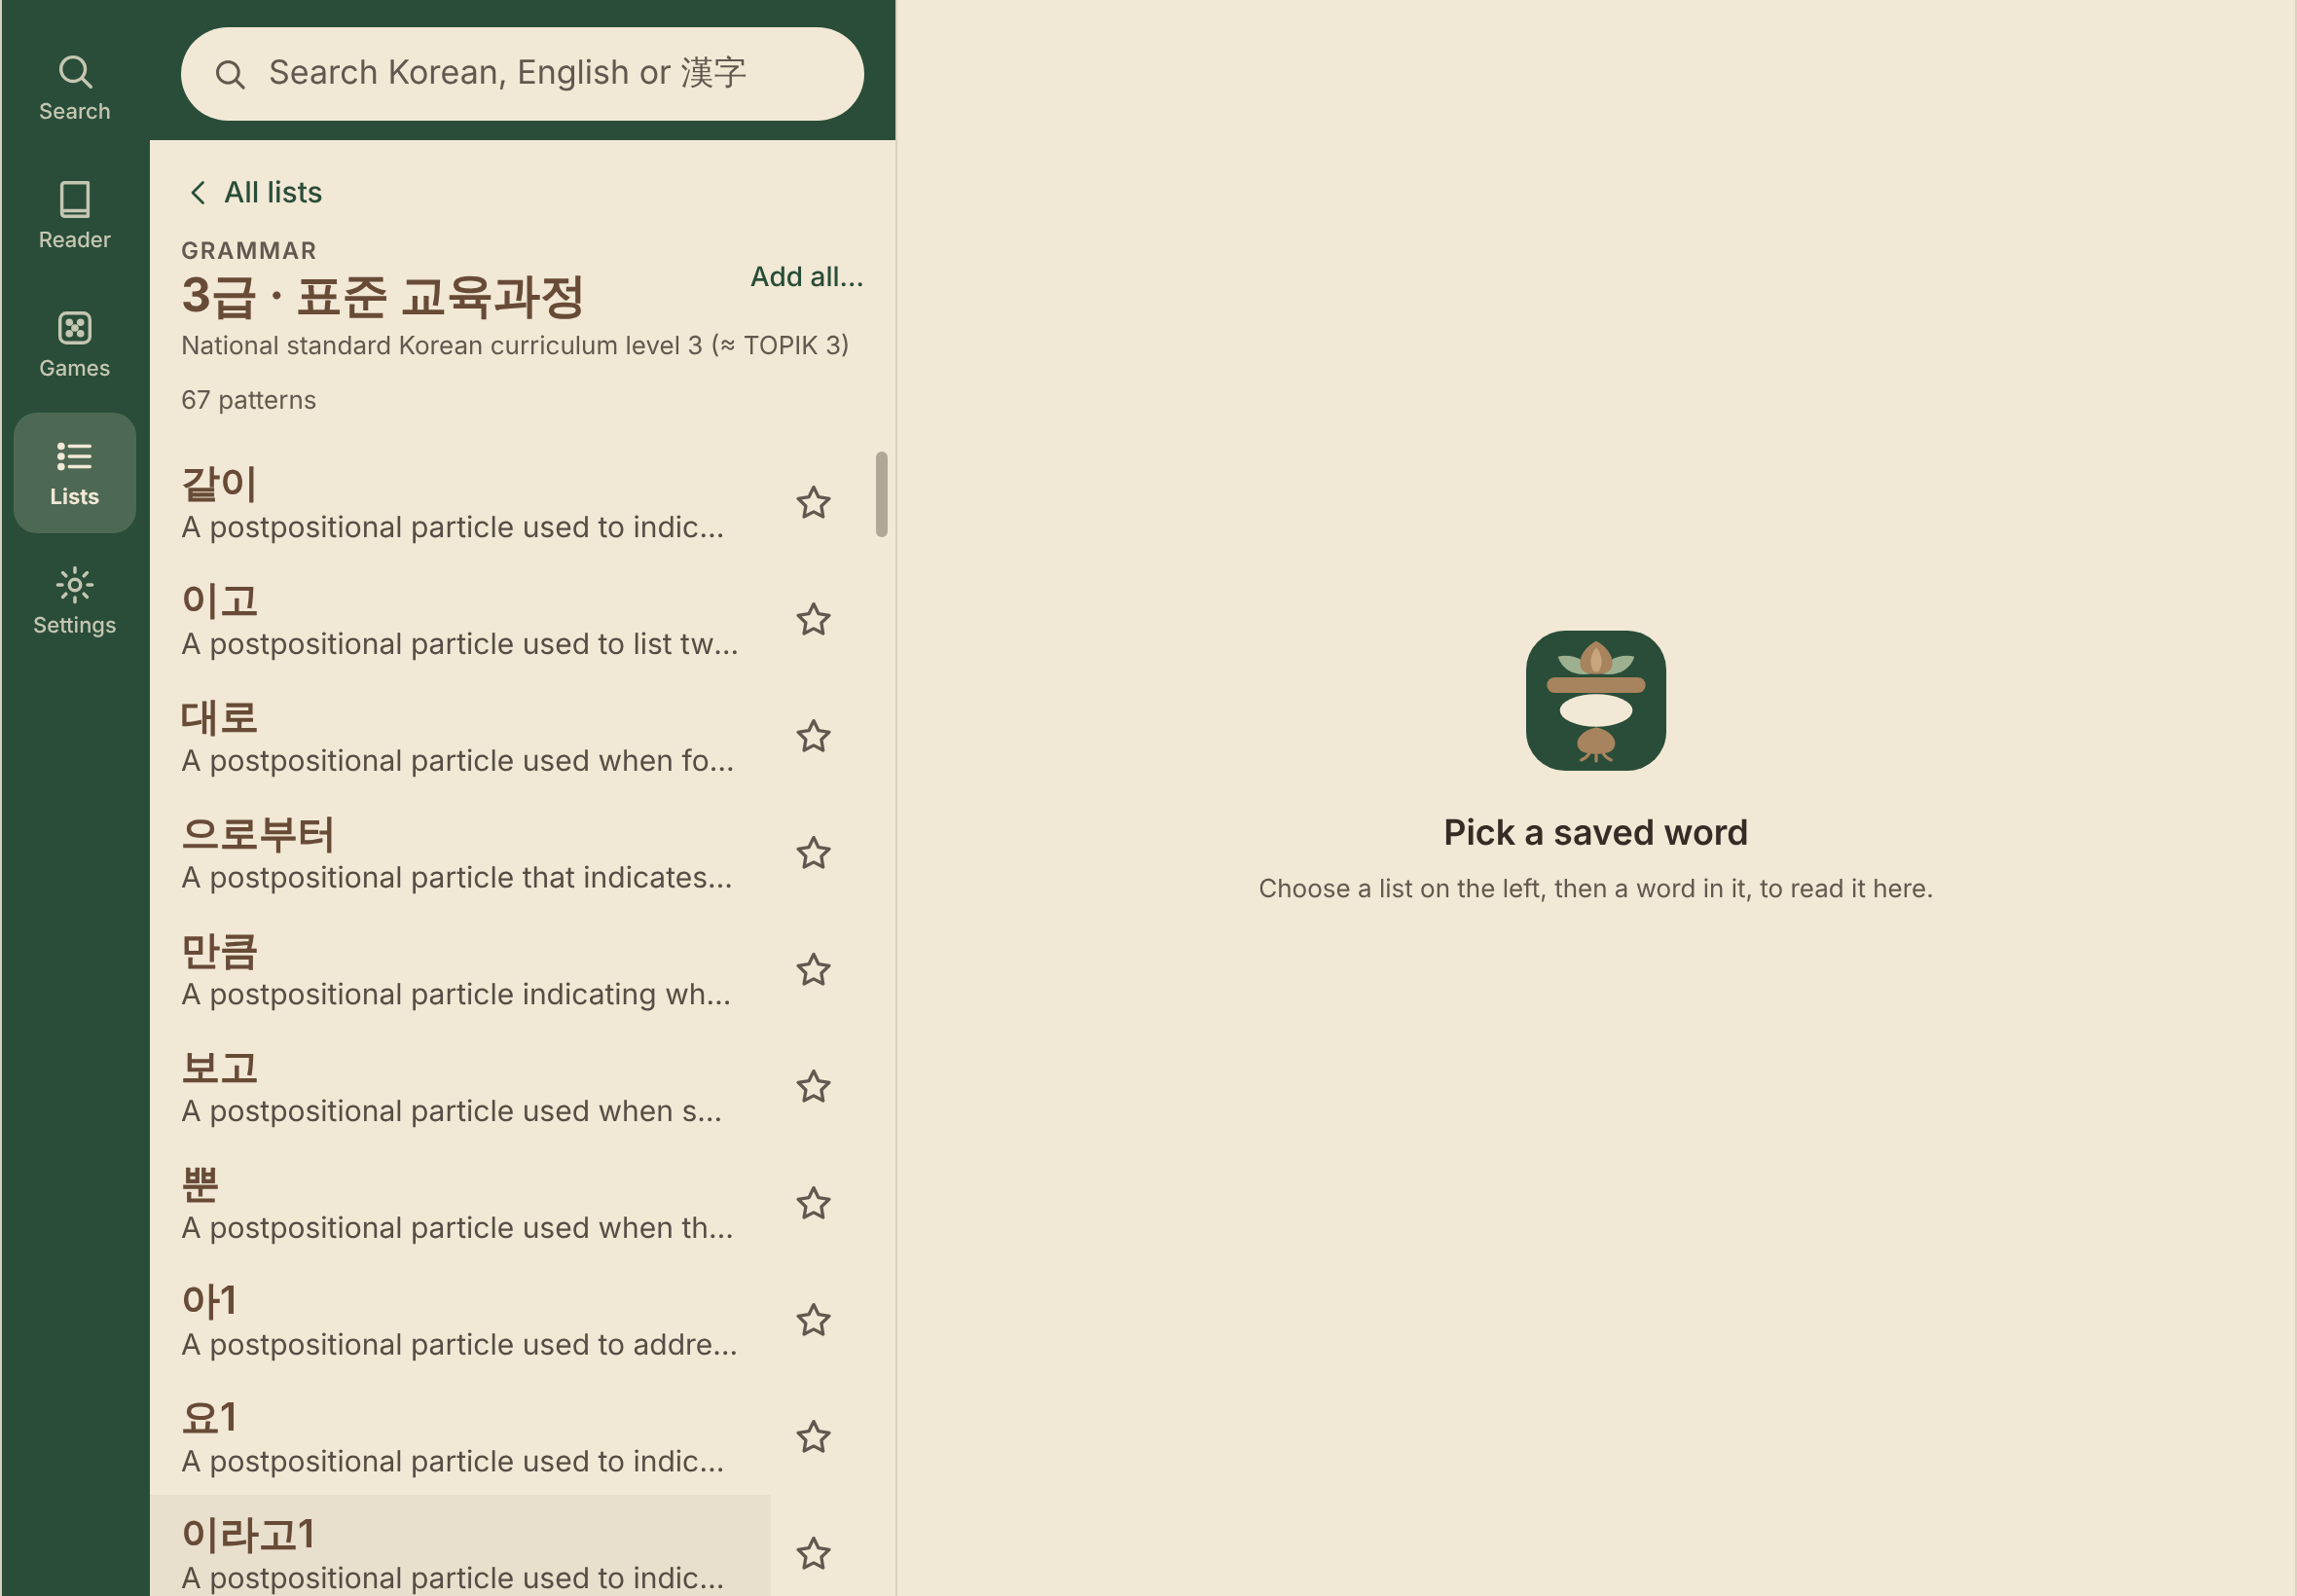 Search
Reader
Games
Lists
Settings
Search Korean, English or 漢字
All lists
GRAMMAR
3급 · 표준 교육과정
Add all...
National standard Korean curriculum level 3 (≈ TOPIK 3)
67 patterns
같이
A postpositional particle used to indic...
이고
A postpositional particle used to list tw...
대로
A postpositional particle used when fo...
으로부터
A postpositional particle that indicates...
만큼
A postpositional particle indicating wh...
보고
A postpositional particle used when s...
뿐
A postpositional particle used when th...
아1
A postpositional particle used to addre...
요1
A postpositional particle used to indic...
이라고1
A postpositional particle used to indic...
Pick a saved word
Choose a list on the left, then a word in it, to read it here.